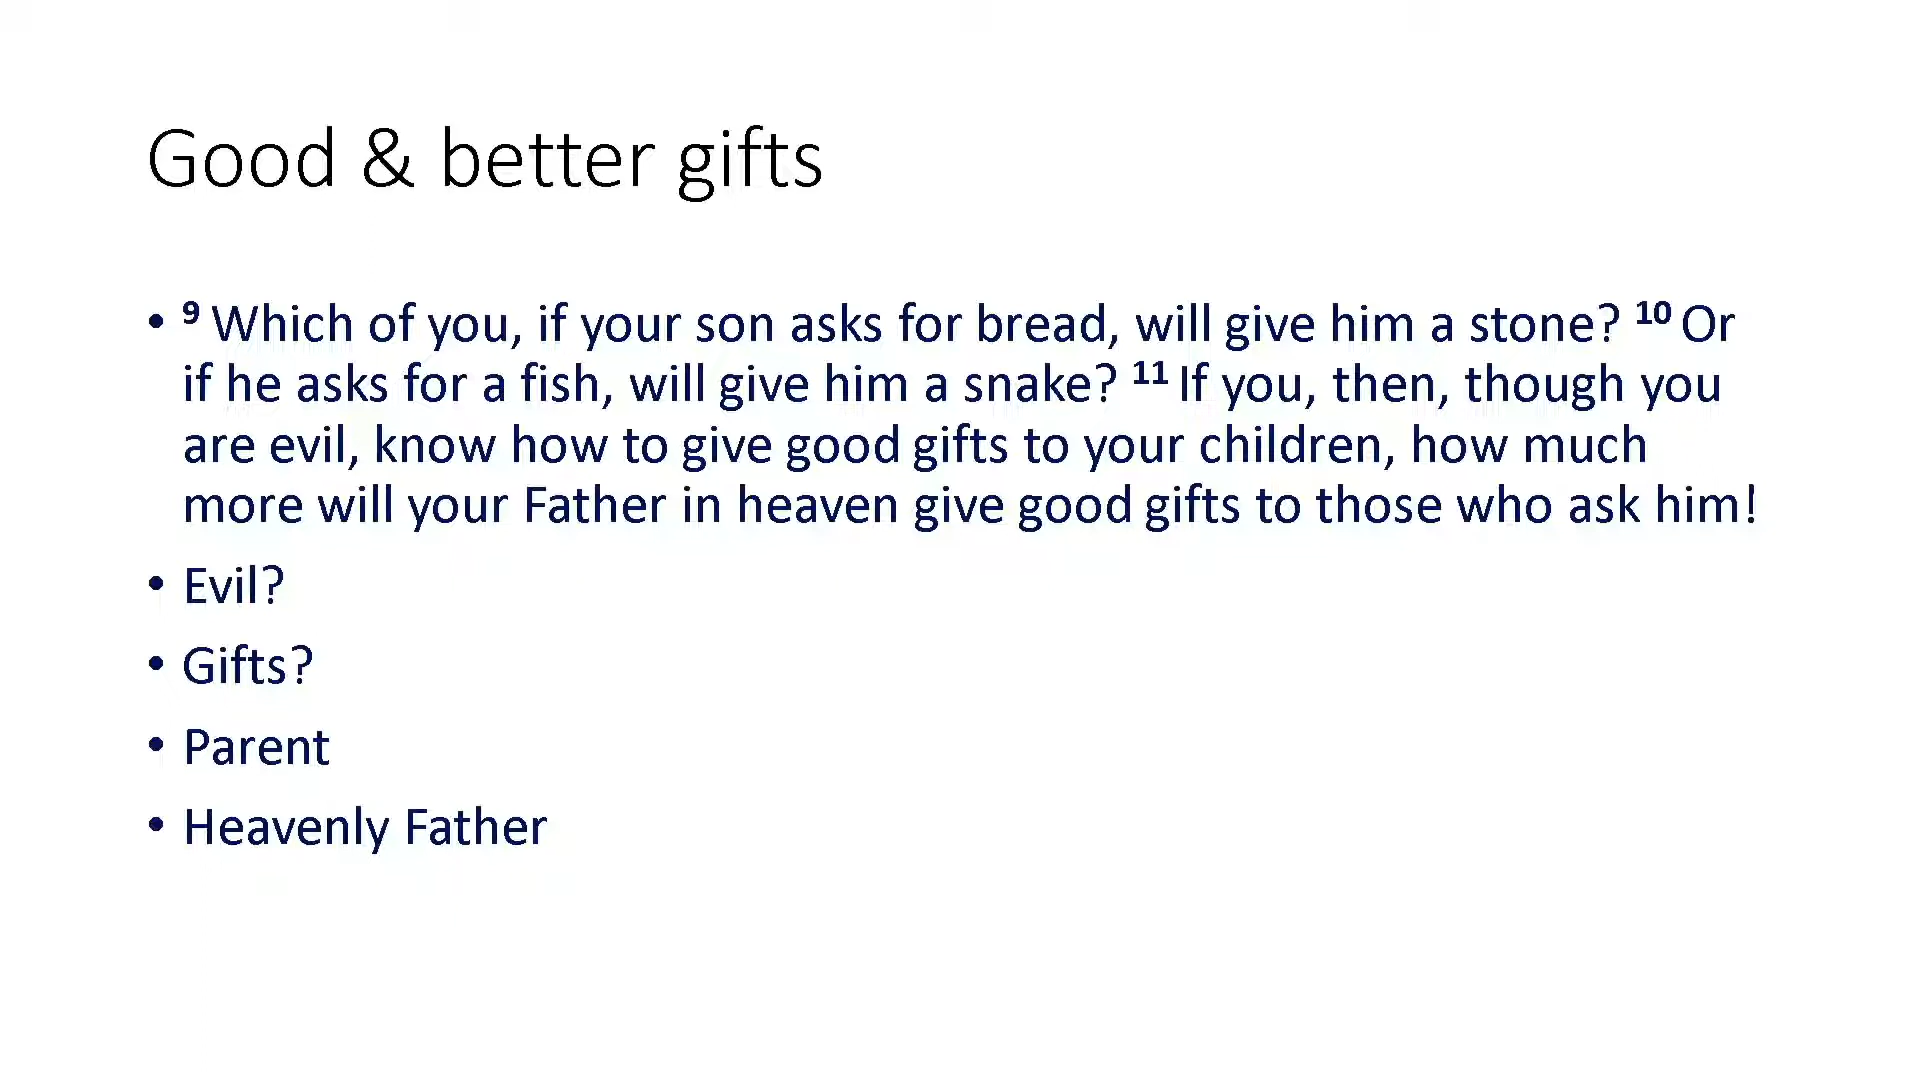 Good & better gifts
• ⁹ Which of you, if your son asks for bread, will give him a stone? ¹⁰ Or
if he asks for a fish, will give him a snake? ¹¹ If you, then, though you
are evil, know how to give good gifts to your children, how much
more will your Father in heaven give good gifts to those who ask him!
• Evil?
• Gifts?
• Parent
• Heavenly Father